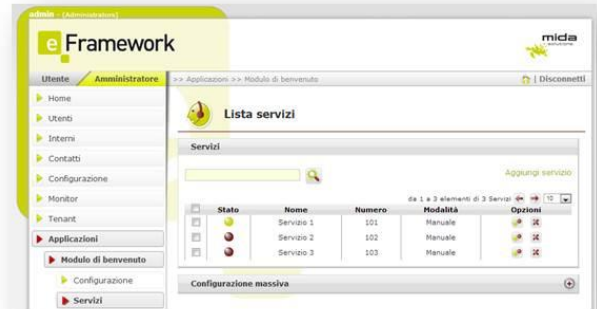 admin - [Administrators]
e Framework
mida
solutions
Utente Amministratore >> Applicazioni >> Modulo di benvenuto | Disconnetti
Home
Utenti
Interni
Contatti
Configurazione
Monitor
Tenant
Applicazioni
Modulo di benvenuto
Configurazione
Servizi
Lista servizi
Servizi
Aggiungi servizio
da 1 a 3 elementi di 3 Servizi 10
Stato Nome Numero Modalità Opzioni
Servizio 1 101 Manuale
Servizio 2 102 Manuale
Servizio 3 103 Manuale
Configurazione massiva